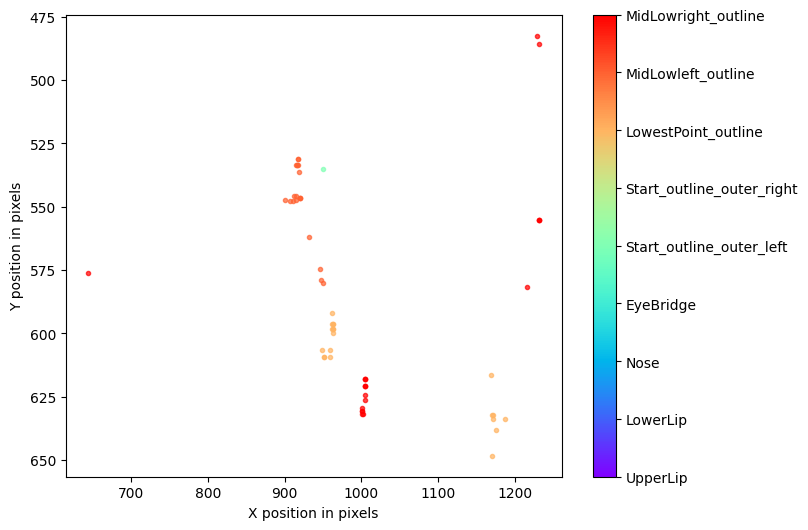 475
500
525
550
575
600
625
650
Y position in pixels
700
800
900
1000
1100
1200
X position in pixels
MidLowright_outline
MidLowleft_outline
LowestPoint_outline
Start_outline_outer_right
Start_outline_outer_left
EyeBridge
Nose
LowerLip
UpperLip